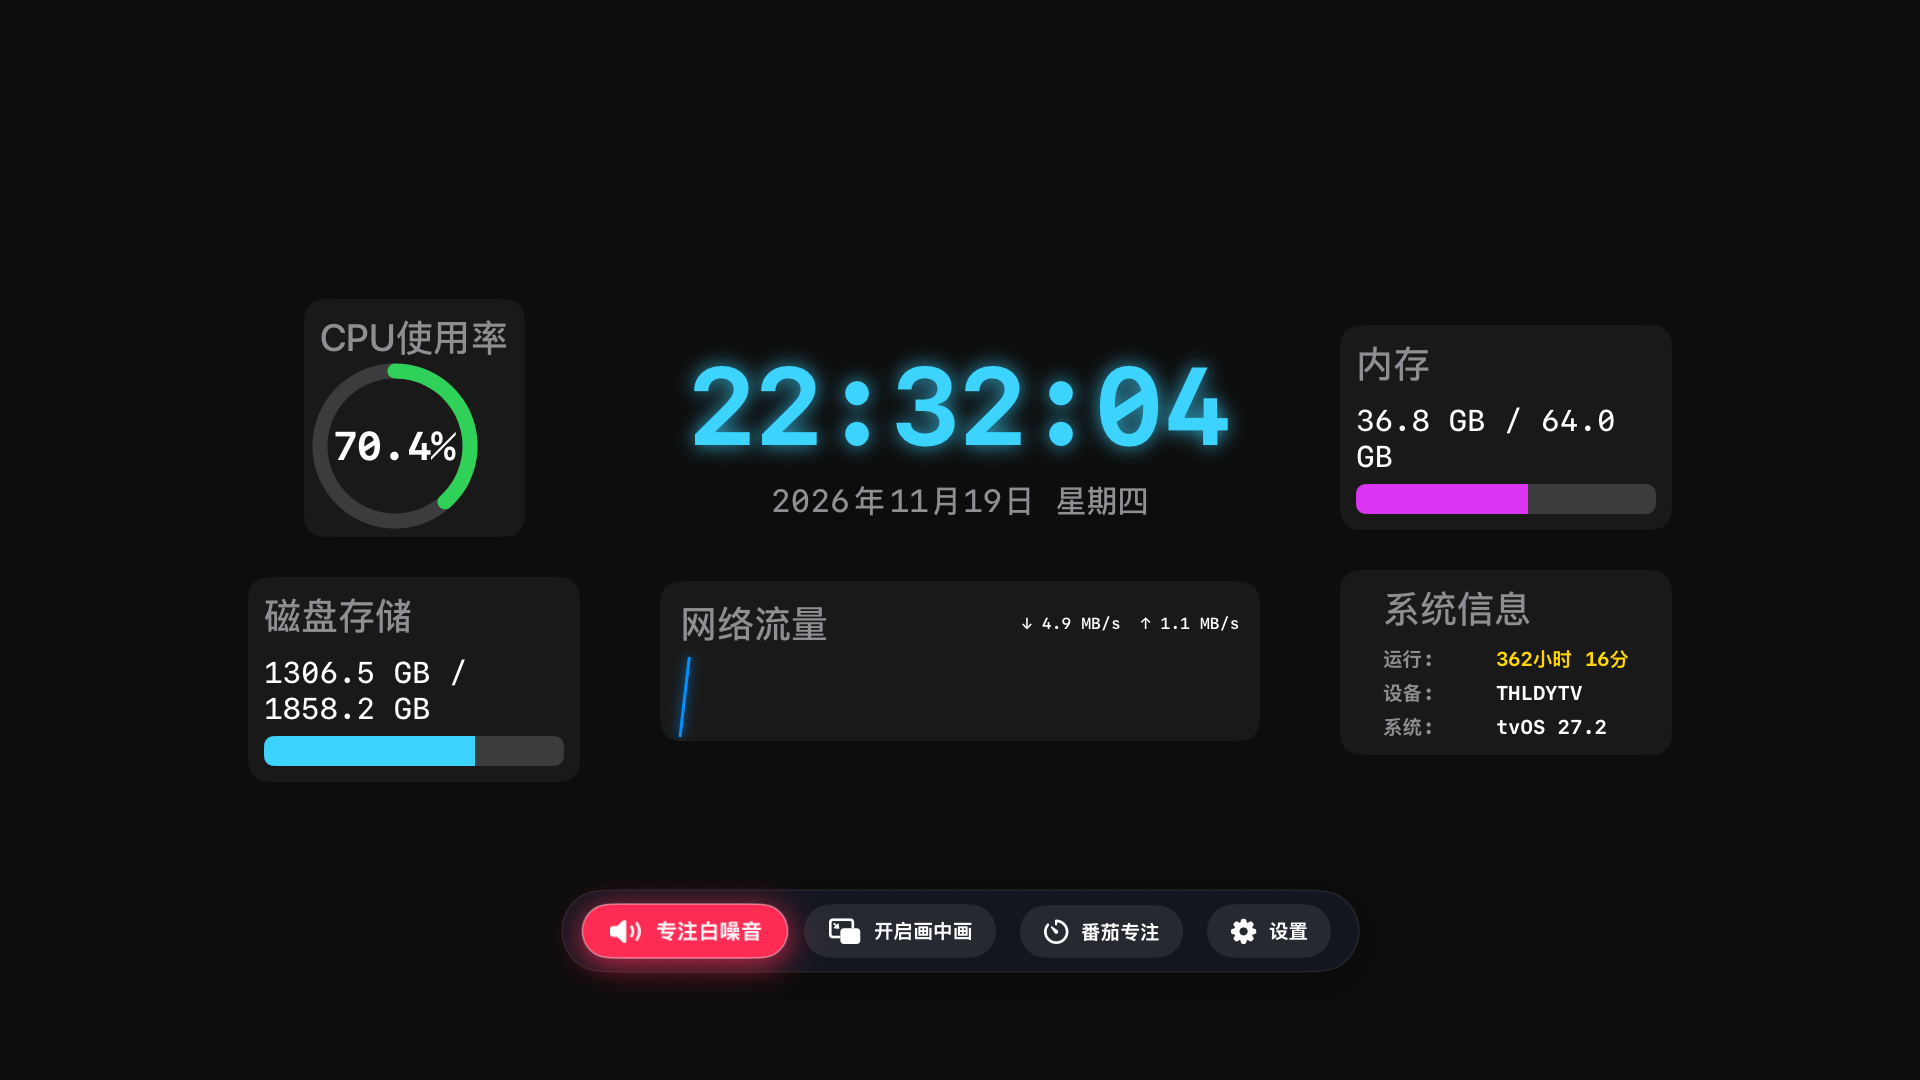 CPU使用率
70.4%
22:32:04
2026年11月19日 星期四
内存
36.8 GB / 64.0
GB
磁盘存储
1306.5 GB /
1858.2 GB
网络流量
↓ 4.9 MB/s ↑ 1.1 MB/s
系统信息
运行: 362小时 16分
设备: THLDYTV
系统: tvOS 27.2
专注白噪音
开启画中画
番茄专注
设置